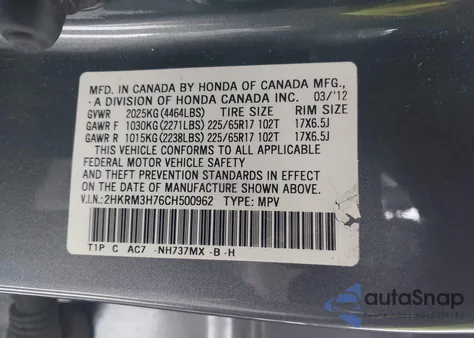 MFD. IN CANADA BY HONDA OF CANADA MFG.,
A DIVISION OF HONDA CANADA INC. 03/'12
GVWR 2025KG (4464LBS) TIRE SIZE RIM SIZE
GAWR F 1030KG (2271LBS) 225/65R17 102T 17X6.5J
GAWR R 1015KG (2238LBS) 225/65R17 102T 17X6.5J
THIS VEHICLE CONFORMS TO ALL APPLICABLE
FEDERAL MOTOR VEHICLE SAFETY
AND THEFT PREVENTION STANDARDS IN EFFECT
ON THE DATE OF MANUFACTURE SHOWN ABOVE.
V.I.N.: 2HKRM3H76CH500962 TYPE: MPV
T1P C AC7 -NH737MX -B -H
autoSnap